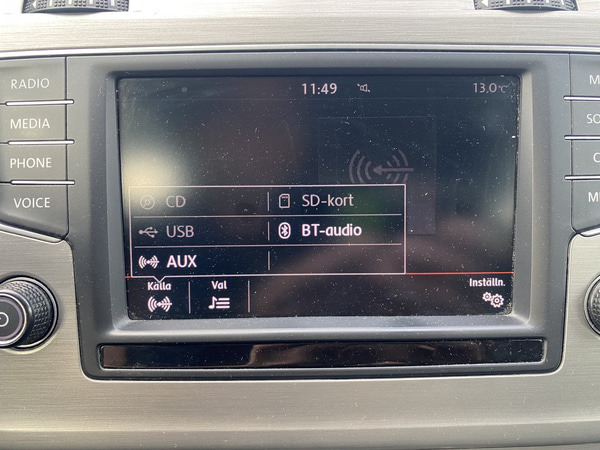 RADIO
MEDIA
PHONE
VOICE
11:49
13,0°C
CD
SD-kort
USB
BT-audio
AUX
Källa
Val
Inställn.